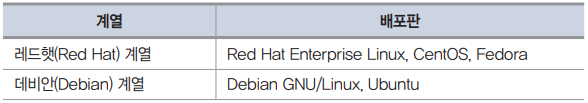 계열 배포판
레드햇(Red Hat) 계열 Red Hat Enterprise Linux, CentOS, Fedora
데비안(Debian) 계열 Debian GNU/Linux, Ubuntu